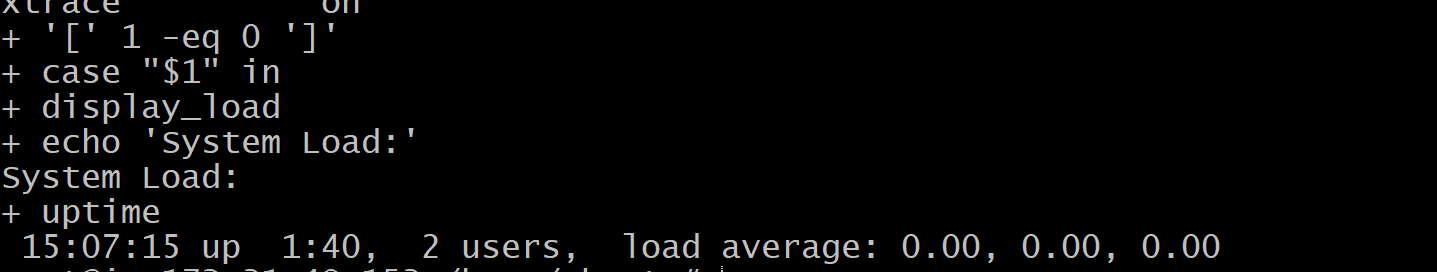 xtrace          on
+ '[' 1 -eq 0 ']'
+ case "$1" in
+ display_load
+ echo 'System Load:'
System Load:
+ uptime
 15:07:15 up  1:40,  2 users,  load average: 0.00, 0.00, 0.00